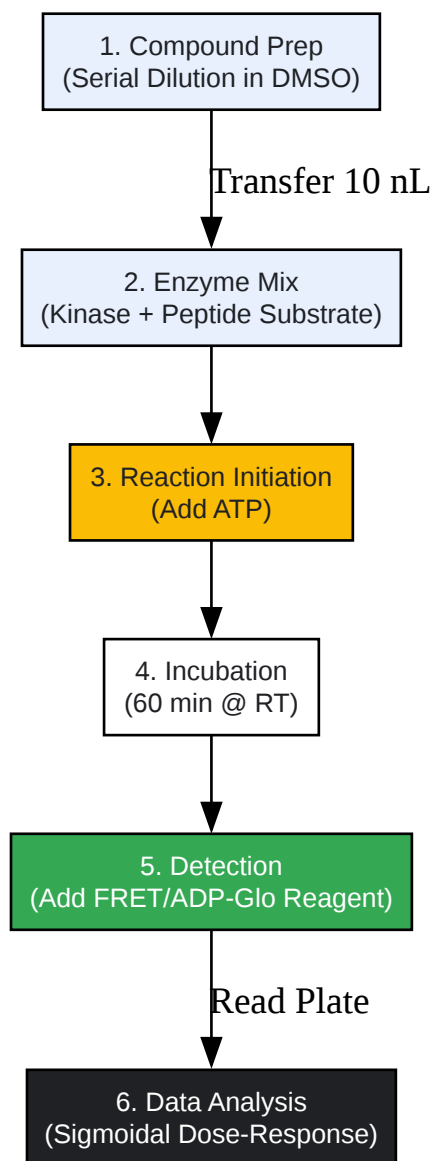 1. Compound Prep
(Serial Dilution in DMSO)
Transfer 10 nL
2. Enzyme Mix
(Kinase + Peptide Substrate)
3. Reaction Initiation
(Add ATP)
4. Incubation
(60 min @ RT)
5. Detection
(Add FRET/ADP-Glo Reagent)
Read Plate
6. Data Analysis
(Sigmoidal Dose-Response)